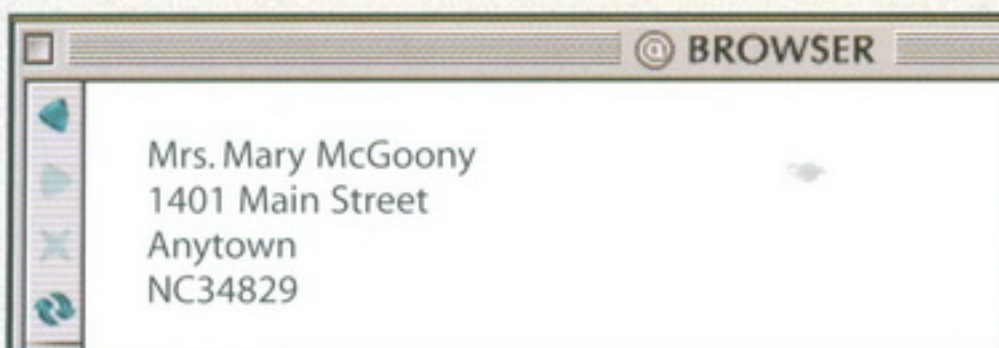 @ BROWSER
Mrs. Mary McGoony
1401 Main Street
Anytown
NC34829